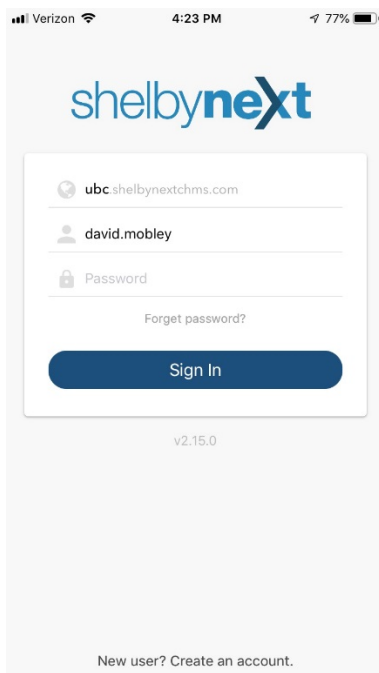 Verizon 4:23 PM 77%
shelbynext
ubc.shelbynextchms.com
david.mobley
Password
Forget password?
Sign In
v2.15.0
New user? Create an account.